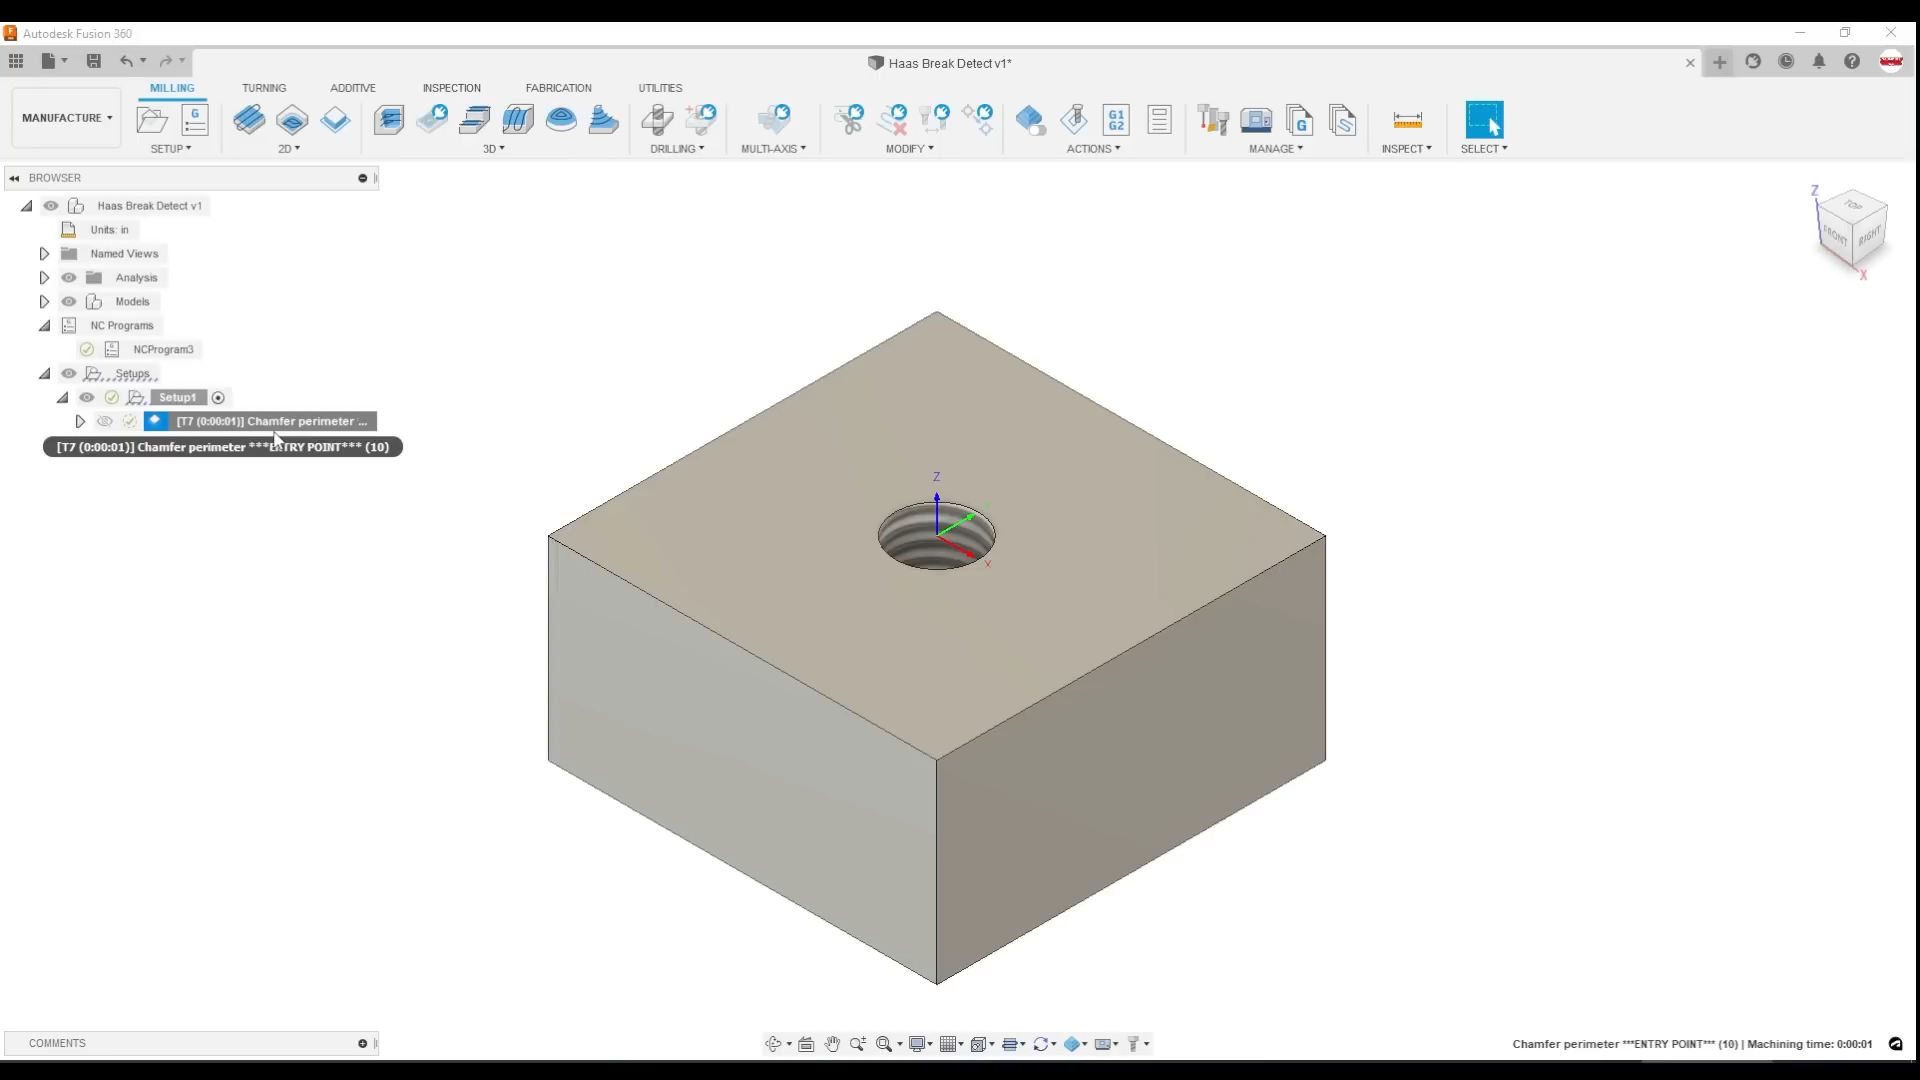 Autodesk Fusion 360
Haas Break Detect v1*
MILLING TURNING ADDITIVE INSPECTION FABRICATION UTILITIES
MANUFACTURE
G
G1
G2
G
SETUP 2D 3D DRILLING MULTI-AXIS MODIFY ACTIONS MANAGE INSPECT SELECT
BROWSER
Haas Break Detect v1
Units: in
Named Views
Analysis
Models
NC Programs
NCProgram3
Setups
Setup1
[T7 (0:00:01)] Chamfer perimeter ...
[T7 (0:00:01)] Chamfer perimeter ***ENTRY POINT*** (10)
Z
TOP
FRONT
RIGHT
X
Z
X
COMMENTS
Chamfer perimeter ***ENTRY POINT*** (10) | Machining time: 0:00:01